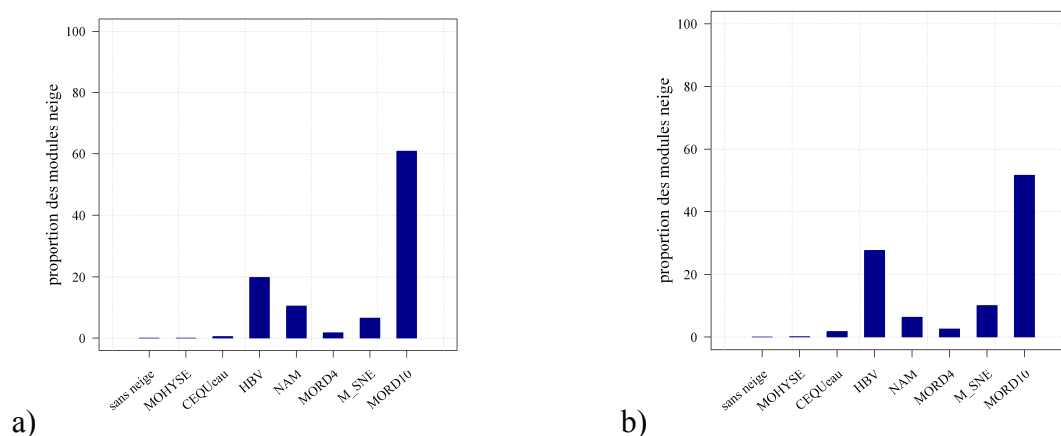 proportion des modules neige
100
80
60
40
20
0
sans neige
MOHYSE
CEQUeau
HBV
NAM
MORD4
M_SNE
MORD10
a)
proportion des modules neige
100
80
60
40
20
0
sans neige
MOHYSE
CEQUeau
HBV
NAM
MORD4
M_SNE
MORD10
b)